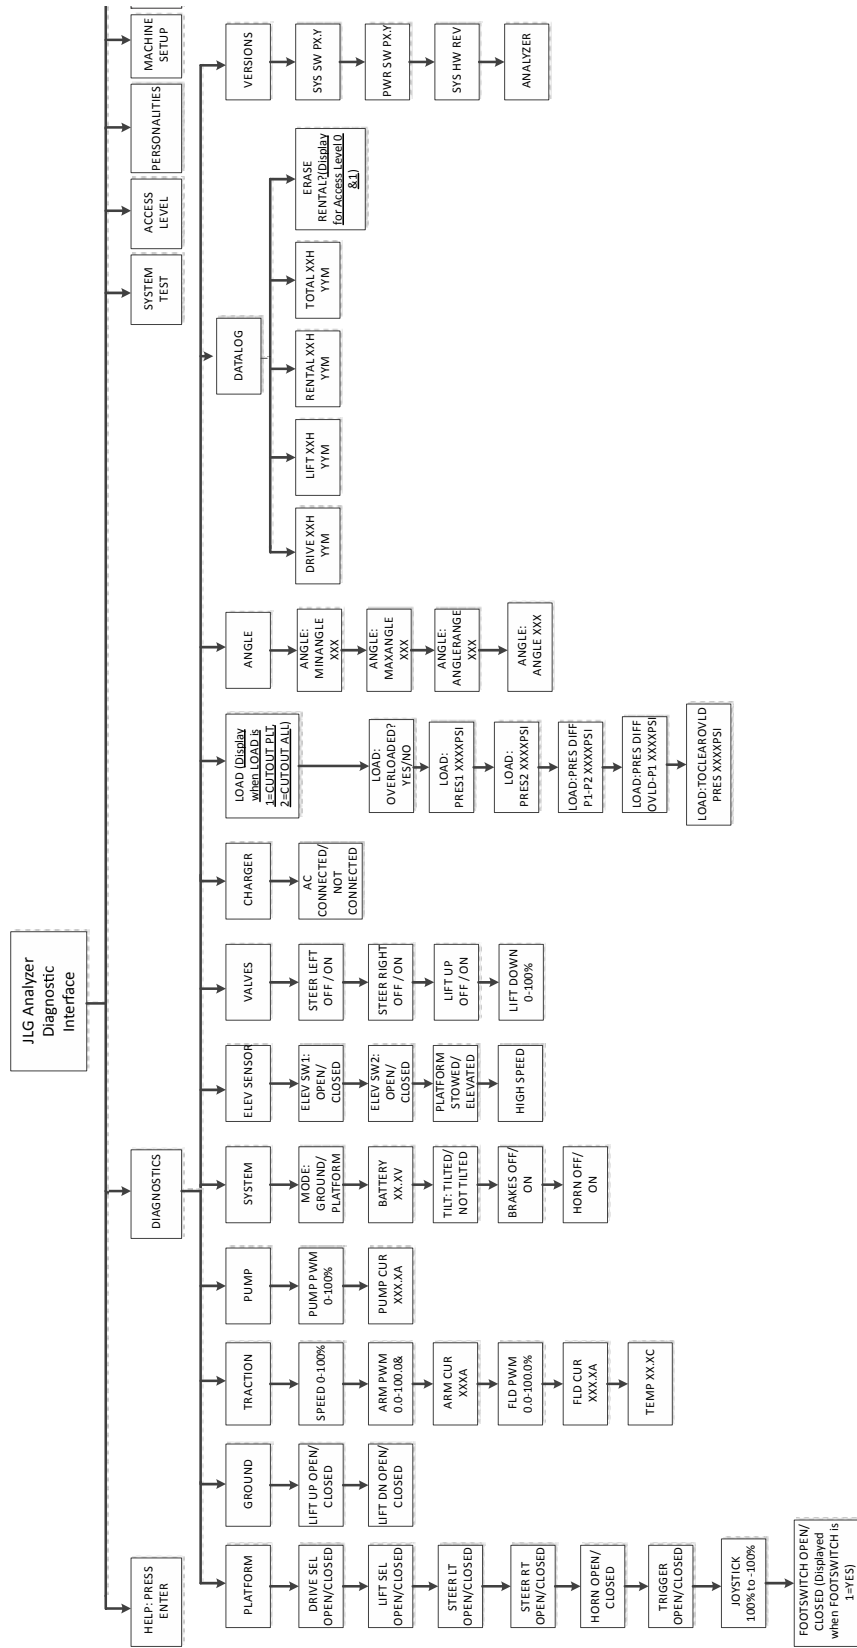 JLG Analyzer
Diagnostic
Interface
HELP: PRESS
ENTER
DIAGNOSTICS
SYSTEM
TEST
ACCESS
LEVEL
PERSONALITIES
MACHINE
SETUP
PLATFORM
DRIVE SEL
OPEN/CLOSED
LIFT SEL
OPEN/CLOSED
STEER LT
OPEN/CLOSED
STEER RT
OPEN/CLOSED
HORN OPEN/
CLOSED
TRIGGER
OPEN/CLOSED
JOYSTICK
100% to -100%
FOOTSWITCH OPEN/
CLOSED (Displayed
when FOOTSWITCH is
1=YES)
GROUND
LIFT UP OPEN/
CLOSED
LIFT DN OPEN/
CLOSED
TRACTION
SPEED 0-100%
ARM PWM
0.0-100.0&
ARM CUR
XXXA
FLD PWM
0.0-100.0%
FLD CUR
XXX.XA
TEMP XX.XC
PUMP
PUMP PWM
0-100%
PUMP CUR
XXX.XA
SYSTEM
MODE:
GROUND/
PLATFORM
BATTERY
XX.XV
TILT: TILTED/
NOT TILTED
BRAKES OFF/
ON
HORN OFF/
ON
ELEV SENSOR
ELEV SW1:
OPEN/
CLOSED
ELEV SW2:
OPEN/
CLOSED
PLATFORM
STOWED/
ELEVATED
HIGH SPEED
VALVES
STEER LEFT
OFF / ON
STEER RIGHT
OFF / ON
LIFT UP
OFF / ON
LIFT DOWN
0-100%
CHARGER
AC
CONNECTED/
NOT
CONNECTED
LOAD (Display
when LOAD is
1=CUTOUT PLT,
2=CUTOUT ALL)
LOAD:
OVERLOADED?
YES/NO
LOAD:
PRES1 XXXXPSI
LOAD:
PRES2 XXXXPSI
LOAD:PRES DIFF
P1-P2 XXXXPSI
LOAD:PRES DIFF
OVLD-P1 XXXXPSI
LOAD:TOCLEAROVLD
PRES XXXXPSI
ANGLE
ANGLE:
MINANGLE
XXX
ANGLE:
MAXANGLE
XXX
ANGLE:
ANGLERANGE
XXX
ANGLE:
ANGLE XXX
DATALOG
DRIVE XXH
YYM
LIFT XXH
YYM
RENTAL XXH
YYM
TOTAL XXH
YYM
ERASE
RENTAL?(Display
for Access Level 0
&1)
VERSIONS
SYS SW PX.Y
PWR SW PX.Y
SYS HW REV
ANALYZER